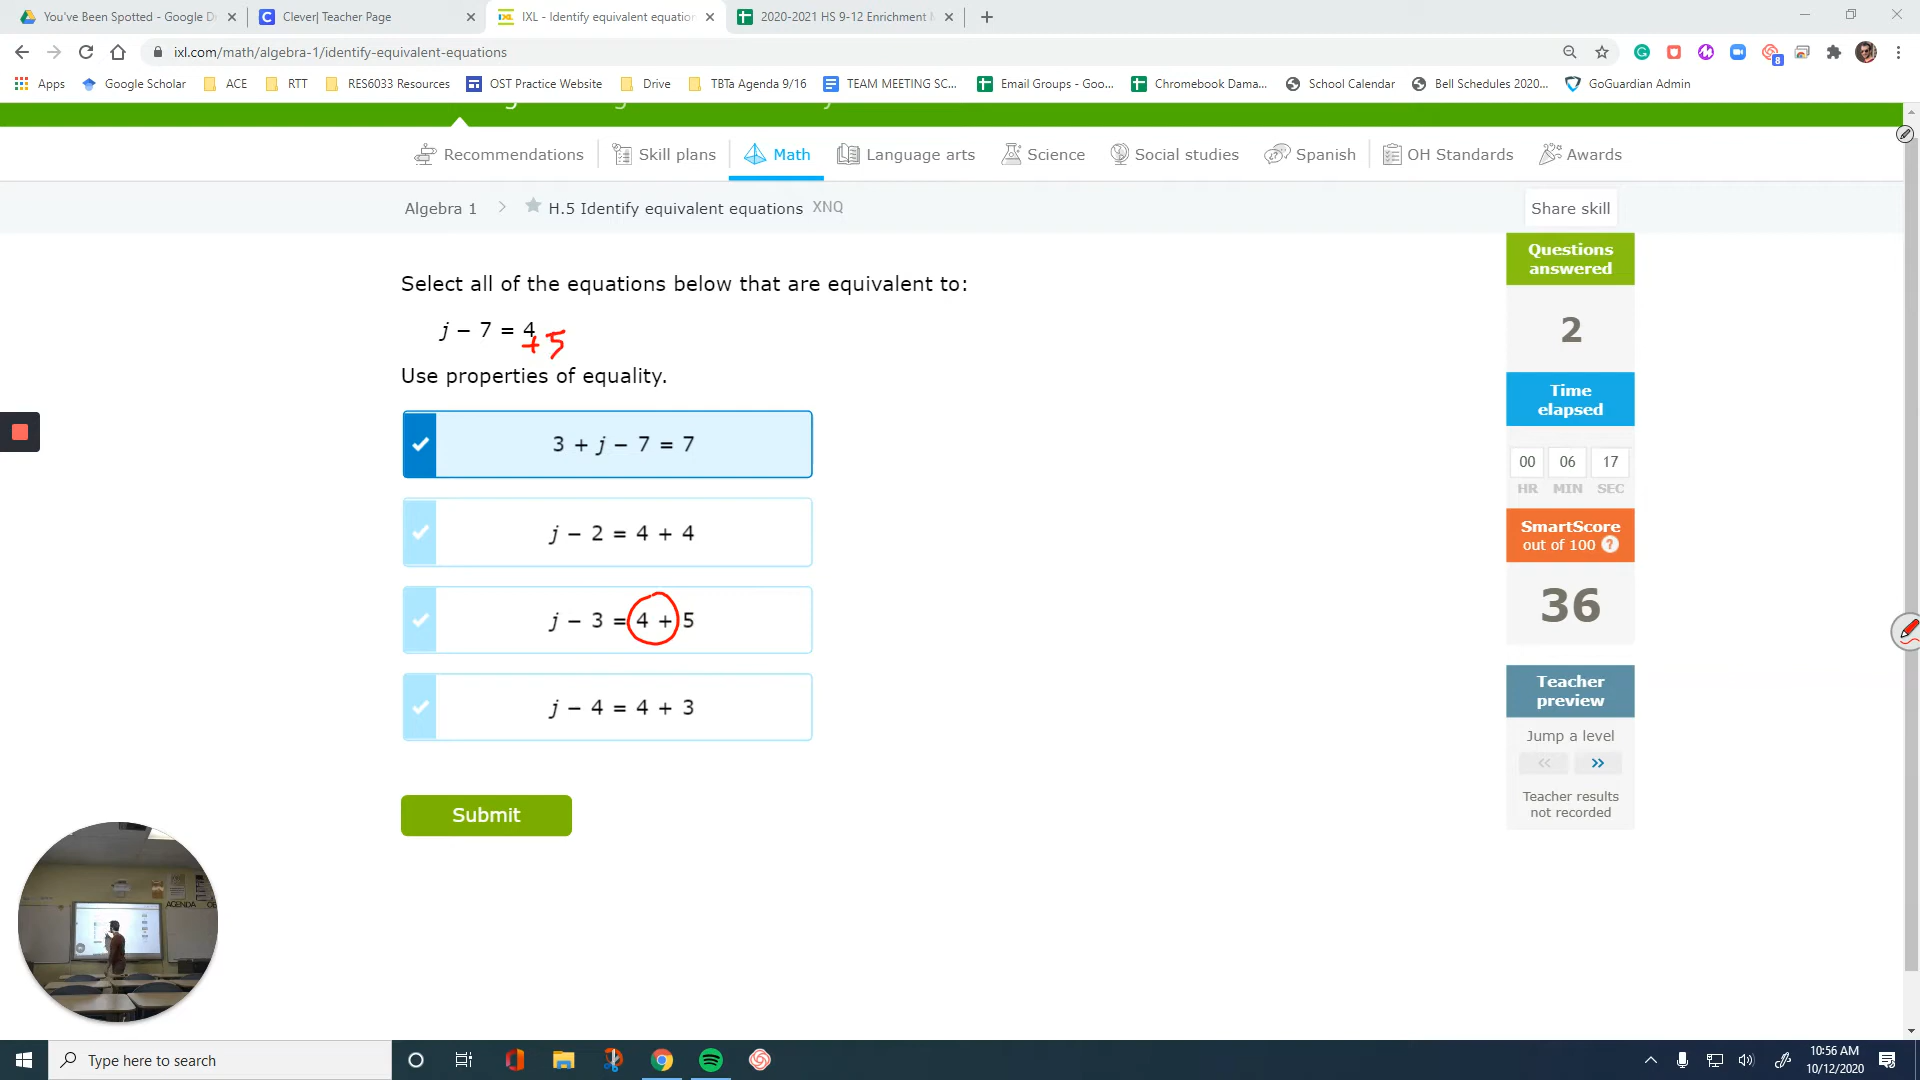 You've Been Spotted - Google D
Clever| Teacher Page
IXL - Identify equivalent equation
2020-2021 HS 9-12 Enrichment
ixl.com/math/algebra-1/identify-equivalent-equations
8
Apps
Google Scholar
ACE
RTT
RES6033 Resources
OST Practice Website
Drive
TBTa Agenda 9/16
TEAM MEETING SC...
Email Groups - Goo...
Chromebook Dama...
School Calendar
Bell Schedules 2020...
GoGuardian Admin
Recommendations
Skill plans
Math
Language arts
Science
Social studies
Spanish
OH Standards
Awards
Algebra 1 > H.5 Identify equivalent equations XNQ
Share skill
Select all of the equations below that are equivalent to:
j − 7 = 4
+5
Use properties of equality.
3 + j − 7 = 7
j − 2 = 4 + 4
j − 3 = 4 + 5
j − 4 = 4 + 3
Submit
Questions
answered
2
Time
elapsed
00 06 17
HR MIN SEC
SmartScore
out of 100 ?
36
Teacher
preview
Jump a level
Teacher results
not recorded
AGENDA
Type here to search
10:56 AM
10/12/2020